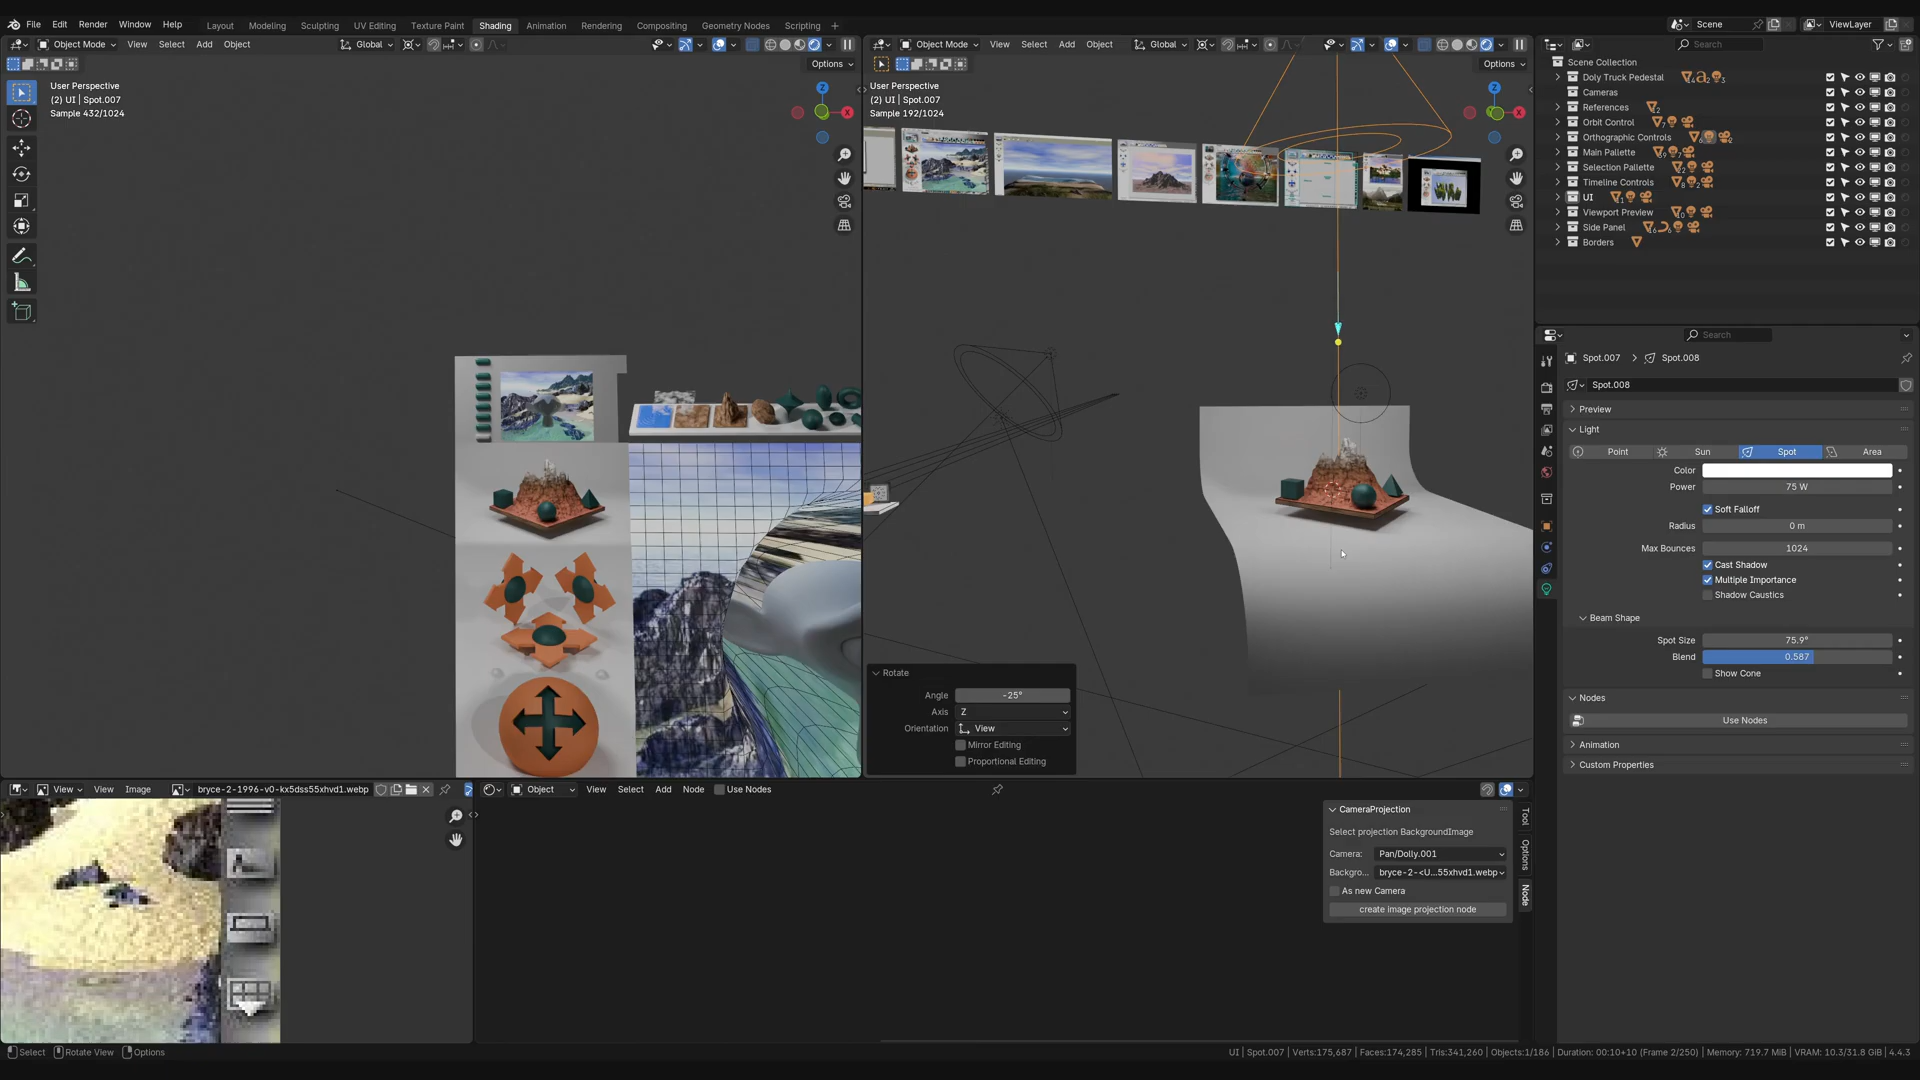 File Edit Render Window Help
Layout Modeling Sculpting UV Editing Texture Paint Shading Animation Rendering Compositing Geometry Nodes Scripting +
Scene
ViewLayer
Object Mode View Select Add Object
Global
Options
User Perspective
(2) UI | Spot.007
Sample 432/1024
Object Mode View Select Add Object
Global
Options
User Perspective
(2) UI | Spot.007
Sample 192/1024
Z
X
Z
X
Rotate
Angle -25°
Axis Z
Orientation View
Mirror Editing
Proportional Editing
Search
Scene Collection
Doly Truck Pedestal
Cameras
References
Orbit Control
Orthographic Controls
Main Pallette
Selection Pallette
Timeline Controls
UI
Viewport Preview
Side Panel
Borders
Search
Spot.007 > Spot.008
Spot.008
Preview
Light
Point Sun Spot Area
Color
Power 75 W
Soft Falloff
Radius 0 m
Max Bounces 1024
Cast Shadow
Multiple Importance
Shadow Caustics
Beam Shape
Spot Size 75.9°
Blend 0.587
Show Cone
Nodes
Use Nodes
Animation
Custom Properties
View View Image bryce-2-1996-v0-kx5dss55xhvd1.webp
Object View Select Add Node Use Nodes
CameraProjection
Select projection BackgroundImage
Camera: Pan/Dolly.001
Backgro... bryce-2-<U...55xhvd1.webp
As new Camera
create image projection node
Tool
Options
Node
Select Rotate View Options
UI | Spot.007 | Verts:175,687 | Faces:174,285 | Tris:341,260 | Objects:1/186 | Duration: 00:10+10 (Frame 2/250) | Memory: 719.7 MiB | VRAM: 10.3/31.8 GiB | 4.4.3